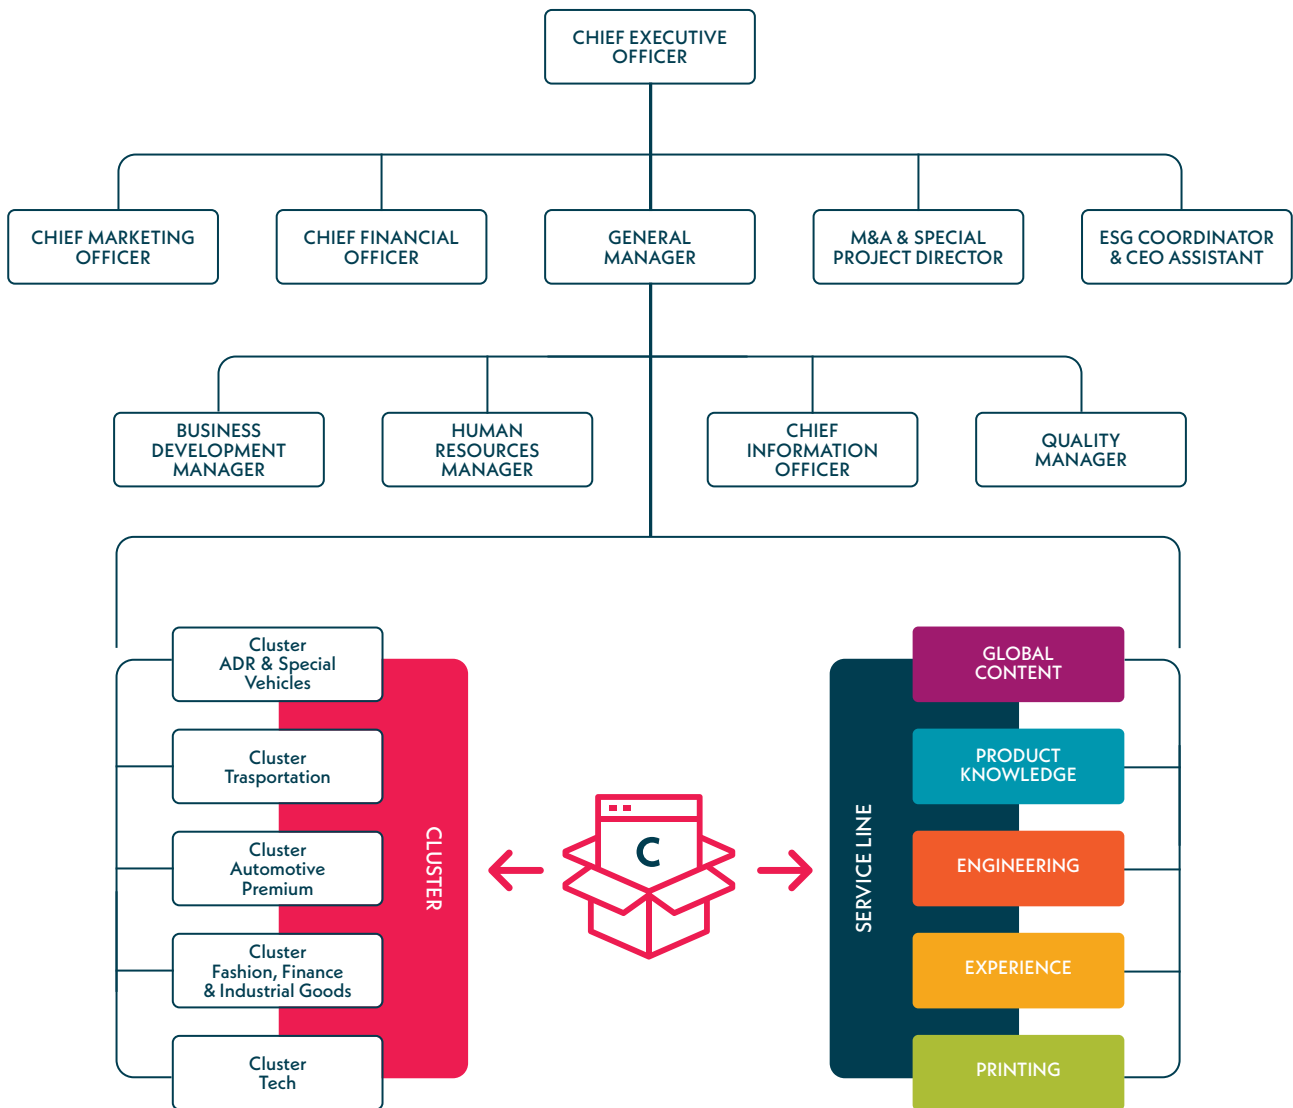 CHIEF EXECUTIVE
OFFICER
CHIEF MARKETING
OFFICER
CHIEF FINANCIAL
OFFICER
GENERAL
MANAGER
M&A & SPECIAL
PROJECT DIRECTOR
ESG COORDINATOR
& CEO ASSISTANT
BUSINESS
DEVELOPMENT
MANAGER
HUMAN
RESOURCES
MANAGER
CHIEF
INFORMATION
OFFICER
QUALITY
MANAGER
Cluster
ADR & Special
Vehicles
Cluster
Trasportation
Cluster
Automotive
Premium
Cluster
Fashion, Finance
& Industrial Goods
Cluster
Tech
CLUSTER
C
SERVICE LINE
GLOBAL
CONTENT
PRODUCT
KNOWLEDGE
ENGINEERING
EXPERIENCE
PRINTING